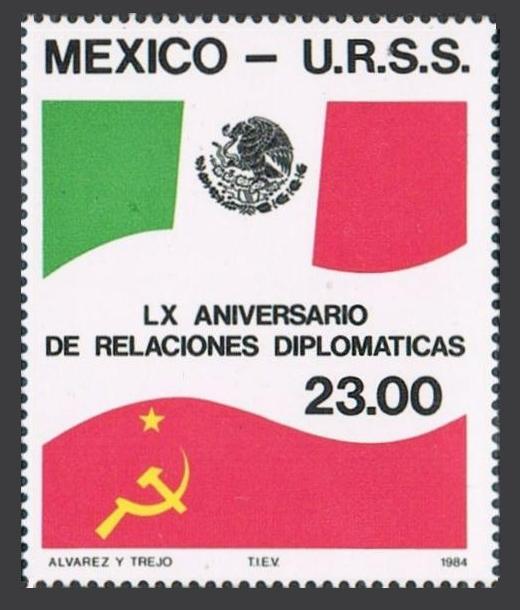 MEXICO – U.R.S.S.
LX ANIVERSARIO
DE RELACIONES DIPLOMATICAS
23.00
ALVAREZ Y TREJO T.I.E.V. 1984